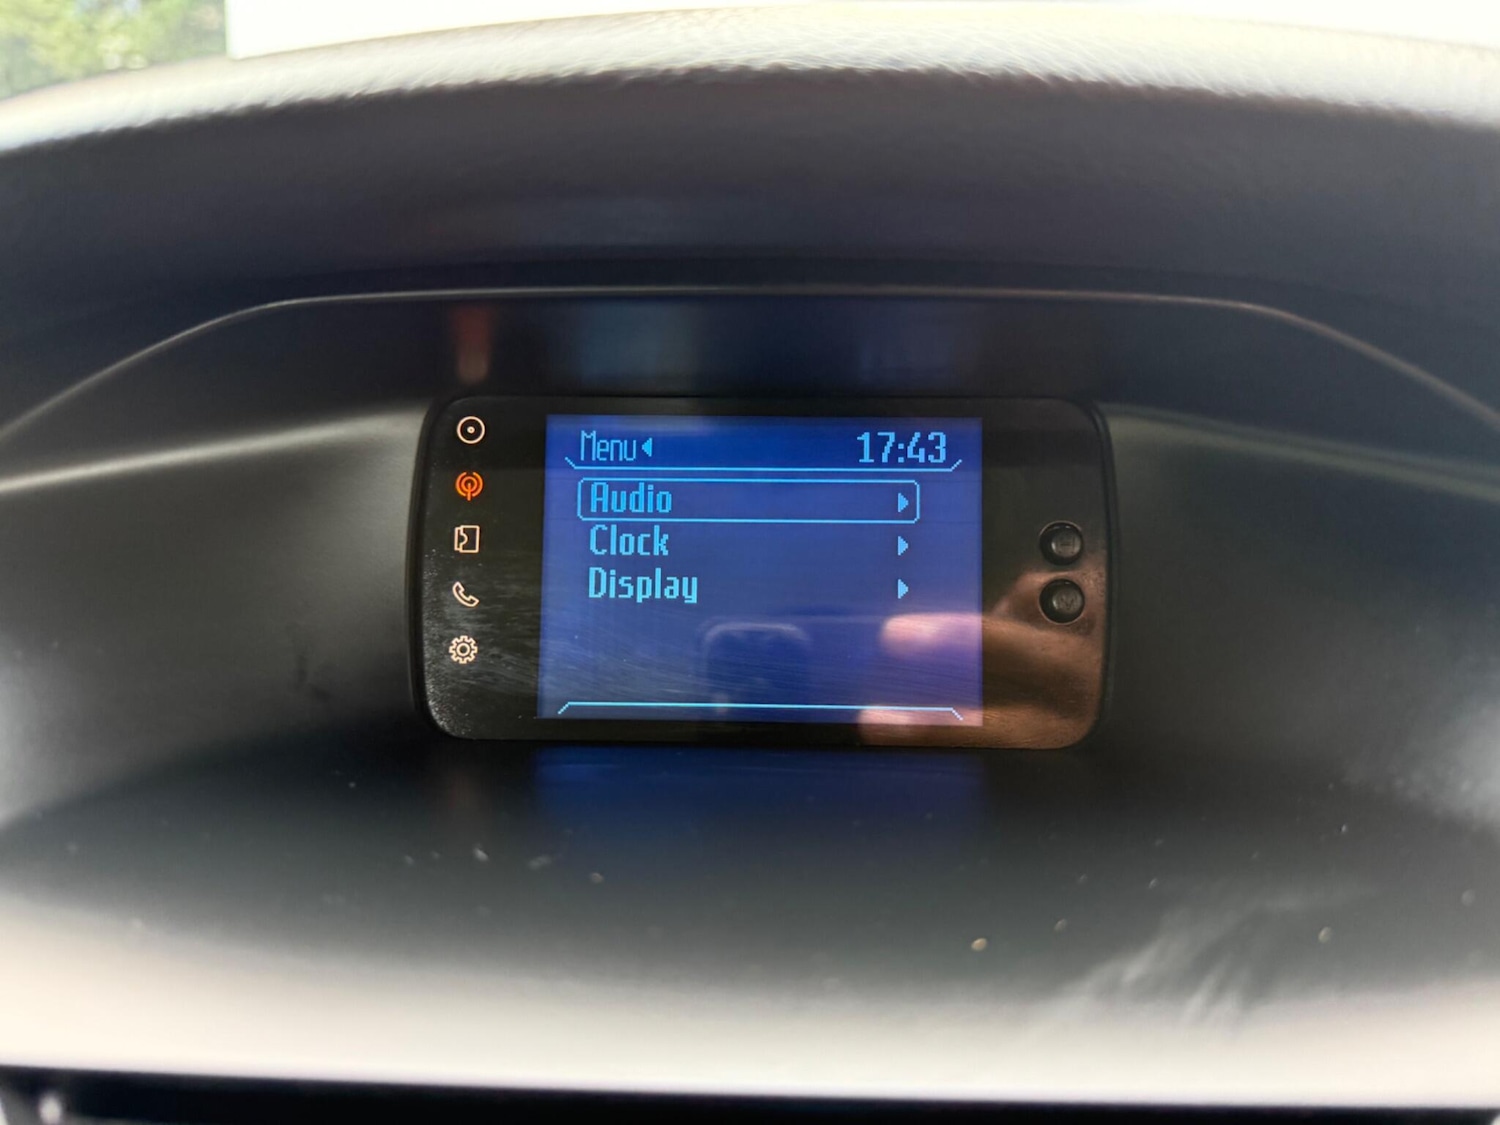 Menu 17:43
Audio
Clock
Display